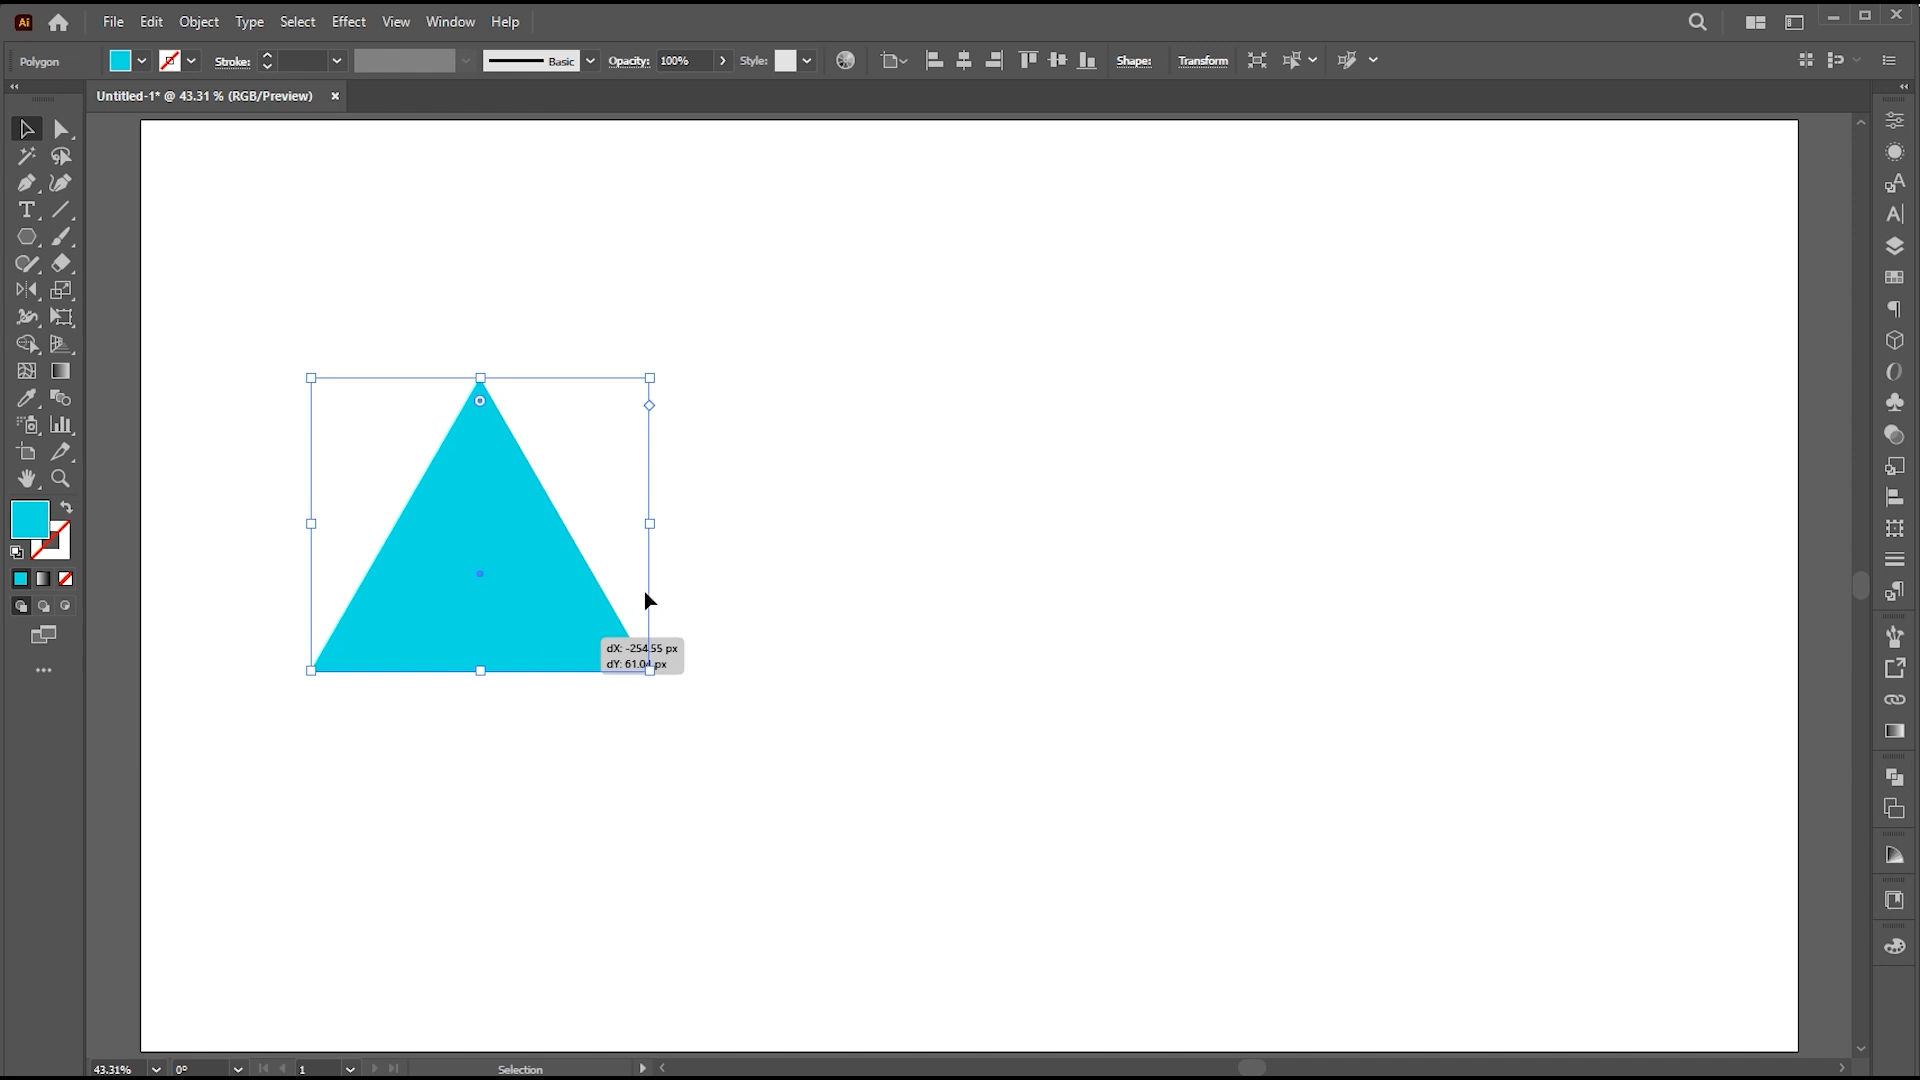 Ai File Edit Object Type Select Effect View Window Help
Polygon Stroke: Basic Opacity: 100% Style: Shape: Transform
Untitled-1* @ 43.31 % (RGB/Preview) ×
dX: -254.55 px
dY: 61.04 px
43.31% 0° 1 Selection